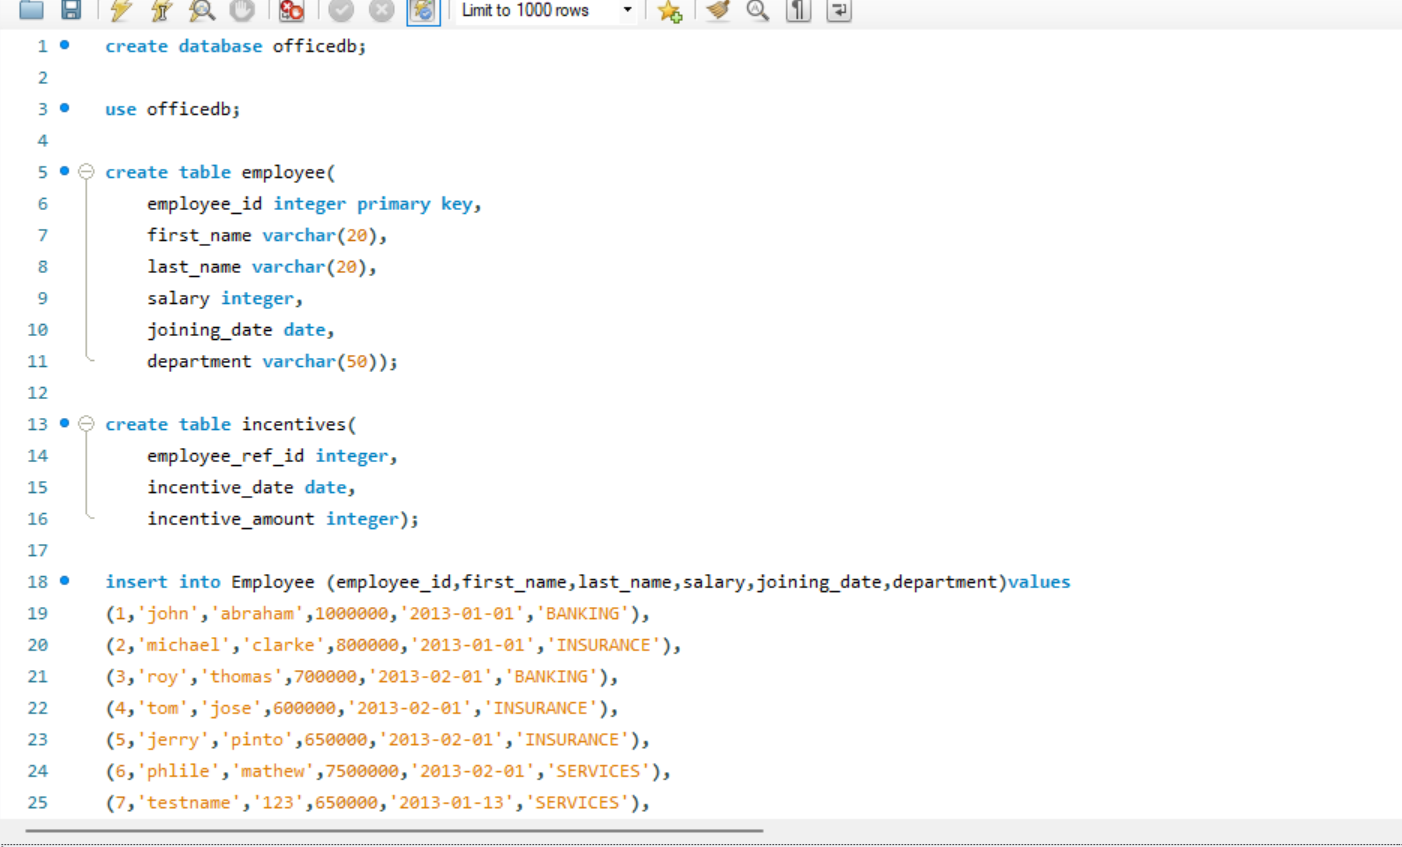 Limit to 1000 rows
1 create database officedb;
2
3 use officedb;
4
5 create table employee(
6 employee_id integer primary key,
7 first_name varchar(20),
8 last_name varchar(20),
9 salary integer,
10 joining_date date,
11 department varchar(50));
12
13 create table incentives(
14 employee_ref_id integer,
15 incentive_date date,
16 incentive_amount integer);
17
18 insert into Employee (employee_id,first_name,last_name,salary,joining_date,department)values
19 (1,'john','abraham',1000000,'2013-01-01','BANKING'),
20 (2,'michael','clarke',800000,'2013-01-01','INSURANCE'),
21 (3,'roy','thomas',700000,'2013-02-01','BANKING'),
22 (4,'tom','jose',600000,'2013-02-01','INSURANCE'),
23 (5,'jerry','pinto',650000,'2013-02-01','INSURANCE'),
24 (6,'phlile','mathew',7500000,'2013-02-01','SERVICES'),
25 (7,'testname','123',650000,'2013-01-13','SERVICES'),